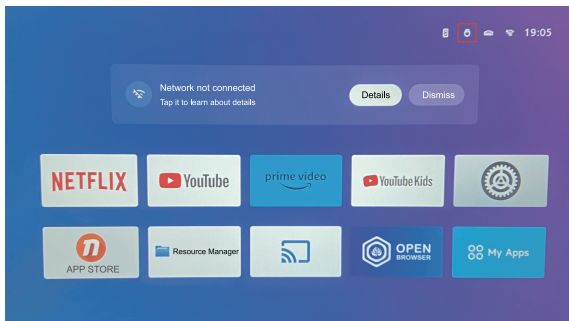 19:05
Network not connected
Tap it to learn about details
Details
Dismiss
NETFLIX
YouTube
prime video
YouTube Kids
n
APP STORE
Resource Manager
OPEN
BROWSER
My Apps